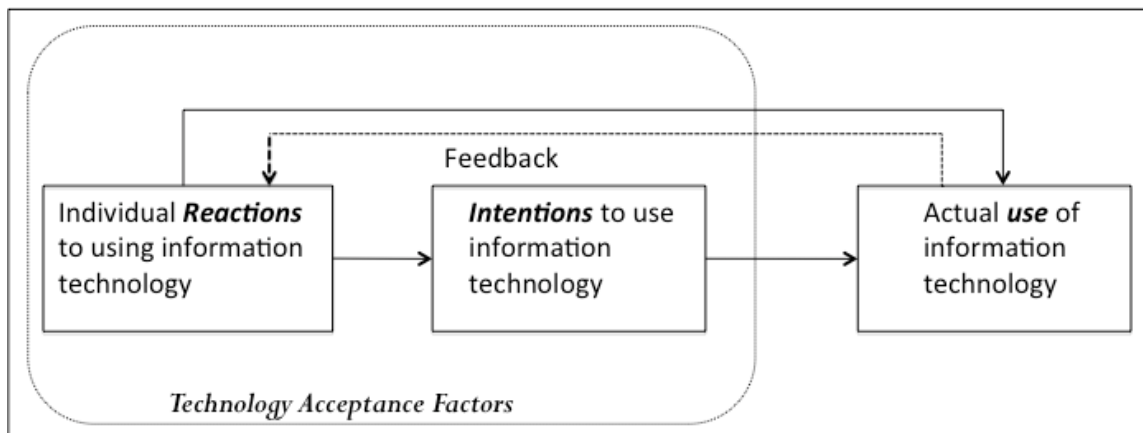 Feedback
Individual Reactions
to using information
technology
Intentions to use
information
technology
Actual use of
information
technology
Technology Acceptance Factors